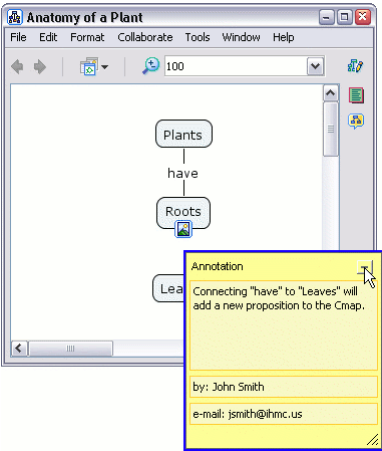 Anatomy of a Plant
File Edit Format Collaborate Tools Window Help
100
Plants
have
Roots
Lea
Annotation
Connecting "have" to "Leaves" will
add a new proposition to the Cmap.
by: John Smith
e-mail: jsmith@ihmc.us